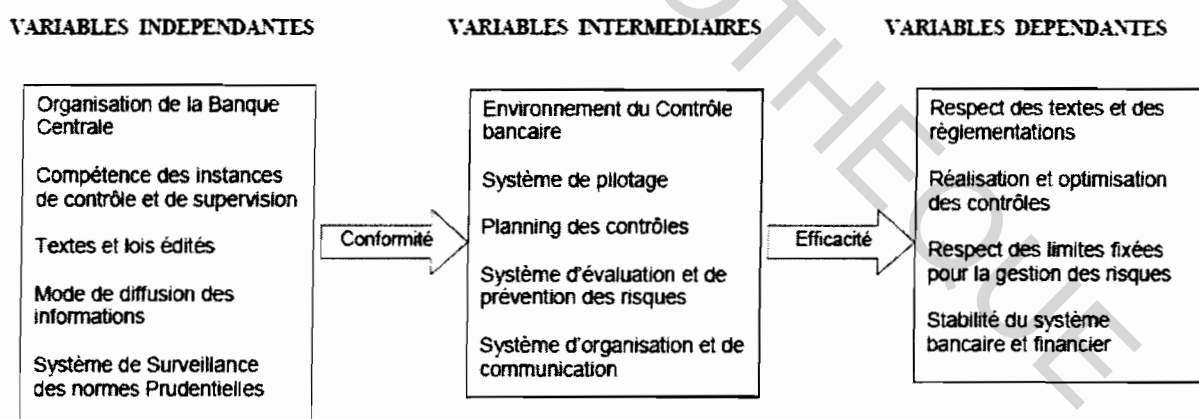 VARIABLES INDEPENDANTES
Organisation de la Banque
Centrale
Compétence des instances
de contrôle et de supervision
Textes et lois édités
Mode de diffusion des
informations
Système de Surveillance
des normes Prudentielles
Conformité
VARIABLES INTERMEDIAIRES
Environnement du Contrôle
bancaire
Système de pilotage
Planning des contrôles
Système d'évaluation et de
prévention des risques
Système d'organisation et de
communication
Efficacité
VARIABLES DEPENDANTES
Respect des textes et des
règlementations
Réalisation et optimisation
des contrôles
Respect des limites fixées
pour la gestion des risques
Stabilité du système
bancaire et financier
OTHEQUE